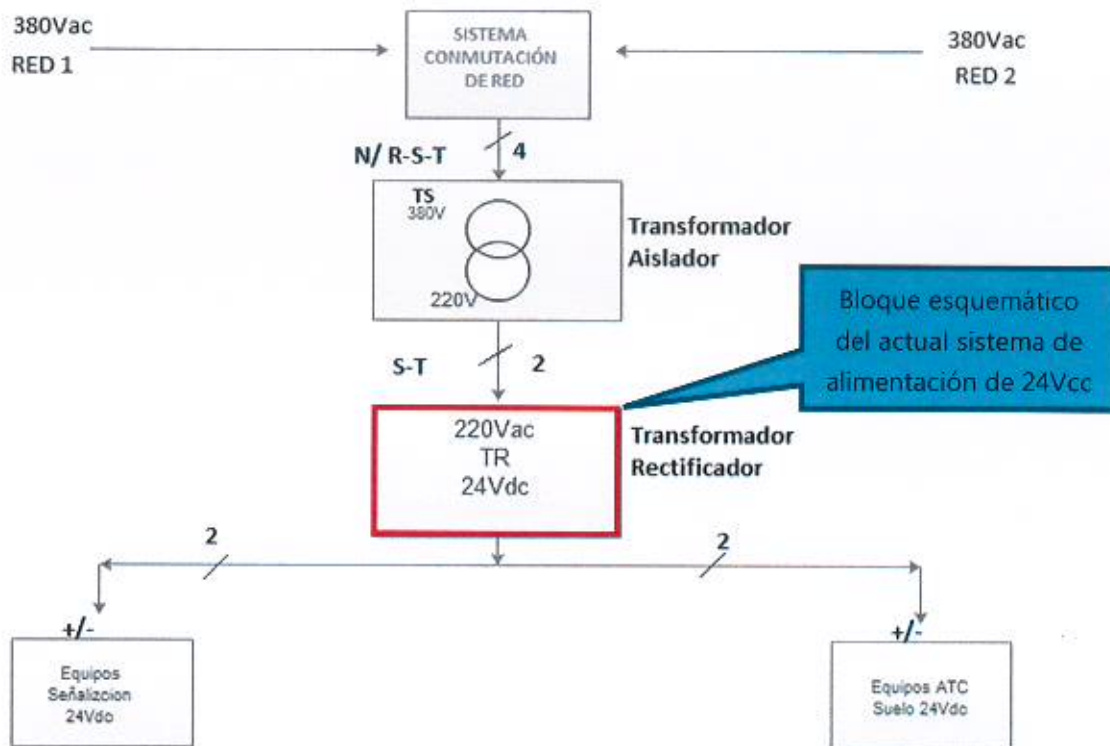 380Vac
RED 1
SISTEMA
CONMUTACIÓN
DE RED
380Vac
RED 2
N/ R-S-T
4
TS
380V
220V
Transformador
Aislador
Bloque esquemático
del actual sistema de
alimentación de 24Vcc
S-T
2
220Vac
TR
24Vdc
Transformador
Rectificador
2
2
+/-
+/-
Equipos
Señalizcion
24Vdc
Equipos ATC
Suelo 24Vdc